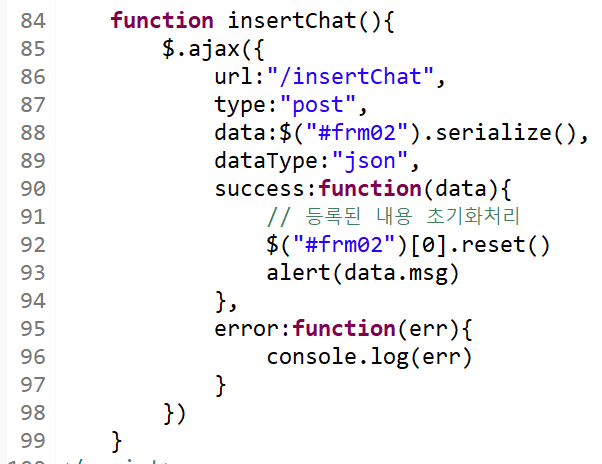 84 function insertChat(){
85 $.ajax({
86 url:"/insertChat",
87 type:"post",
88 data:$("#frm02").serialize(),
89 dataType:"json",
90 success:function(data){
91 // 등록된 내용 초기화처리
92 $("#frm02")[0].reset()
93 alert(data.msg)
94 },
95 error:function(err){
96 console.log(err)
97 }
98 })
99 }